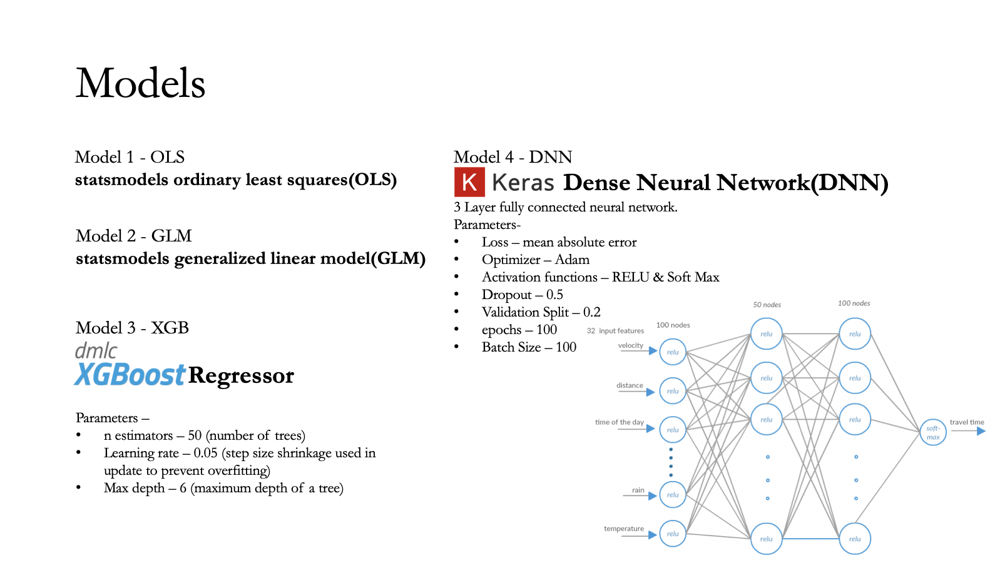 Models
Model 1 - OLS
statsmodels ordinary least squares(OLS)
Model 2 - GLM
statsmodels generalized linear model(GLM)
Model 3 - XGB
dmlc
XGBoost Regressor
Parameters –
• n estimators – 50 (number of trees)
• Learning rate – 0.05 (step size shrinkage used in
update to prevent overfitting)
• Max depth – 6 (maximum depth of a tree)
Model 4 - DNN
K Keras Dense Neural Network(DNN)
3 Layer fully connected neural network.
Parameters-
• Loss – mean absolute error
• Optimizer – Adam
• Activation functions – RELU & Soft Max
• Dropout – 0.5
• Validation Split – 0.2
• epochs – 100
• Batch Size – 100
32 input features
100 nodes
50 nodes
100 nodes
velocity
distance
time of the day
rain
temperature
relu
relu
relu
relu
relu
relu
relu
relu
relu
relu
relu
relu
relu
soft-
max
travel time